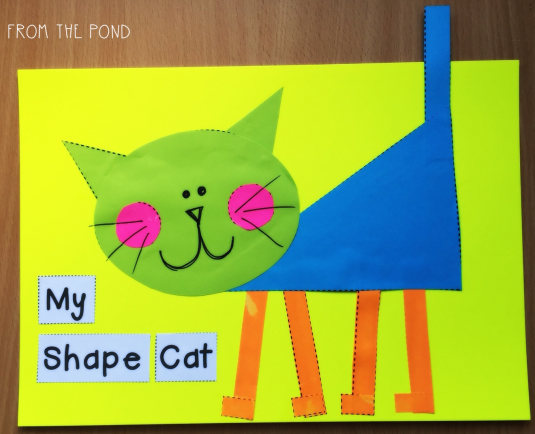 FROM THE POND
My
Shape Cat